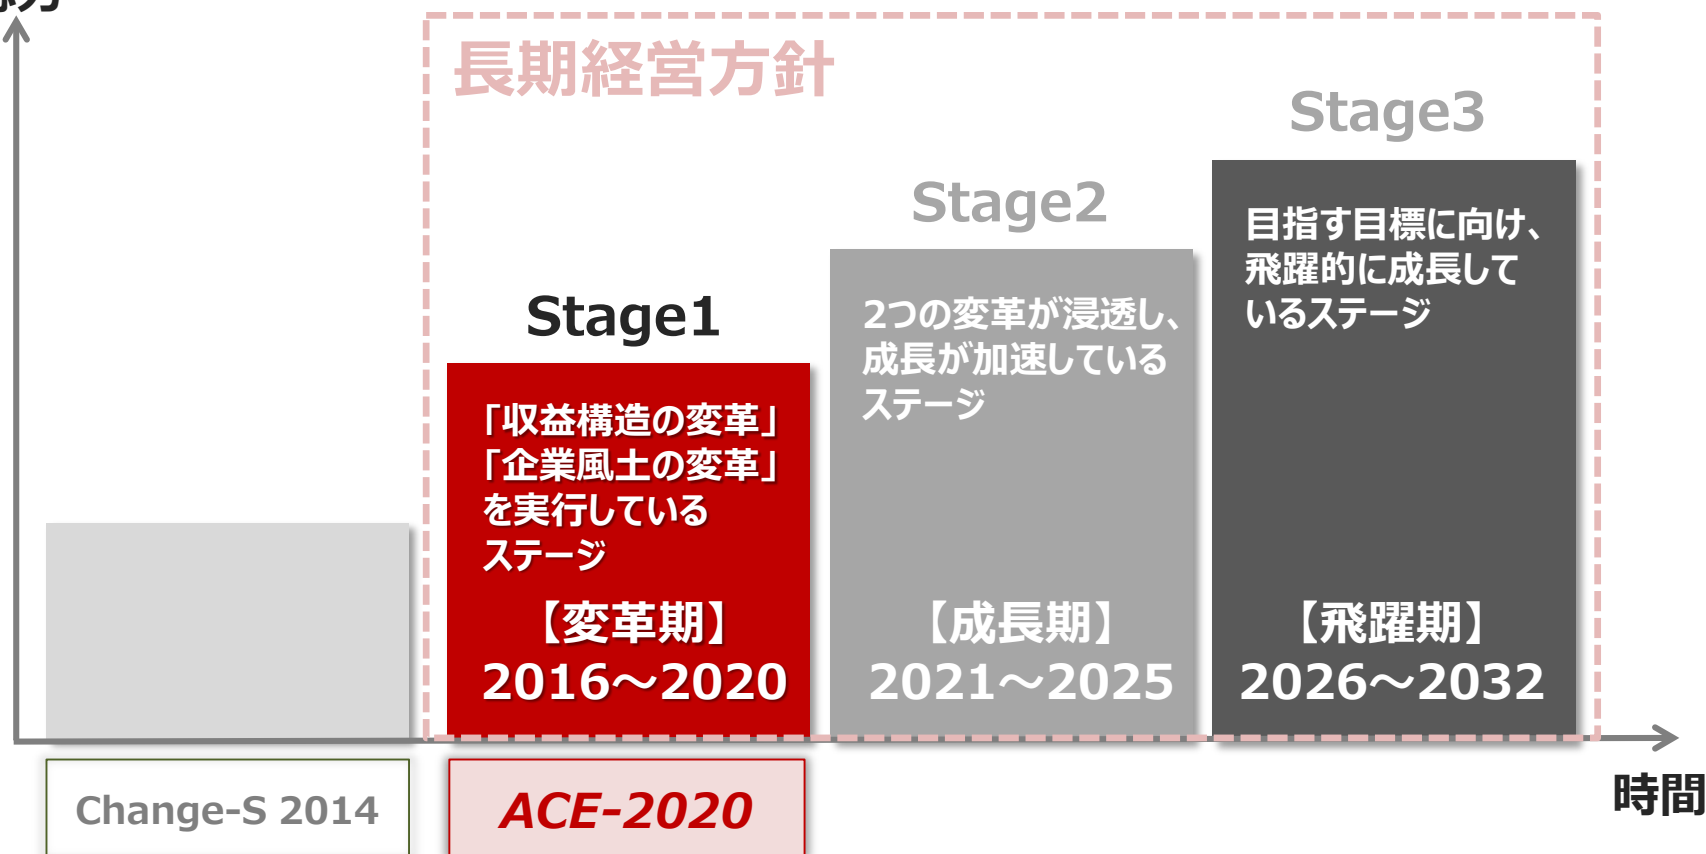 長期経営方針
Stage3
目指す目標に向け、
飛躍的に成長して
いるステージ
【飛躍期】
2026～2032
Stage2
2つの変革が浸透し、
成長が加速している
ステージ
【成長期】
2021～2025
Stage1
「収益構造の変革」
「企業風土の変革」
を実行している
ステージ
【変革期】
2016～2020
時間
Change-S 2014
ACE-2020